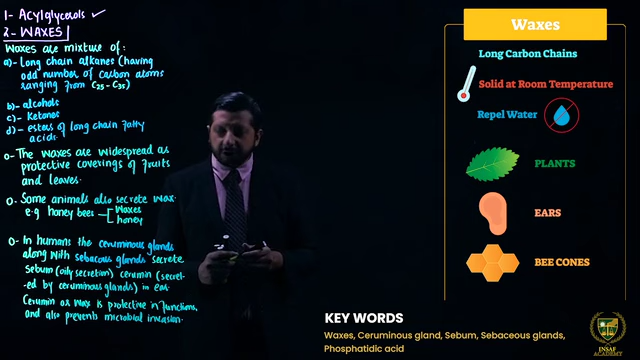 1- Acylglycerols ✓
2- WAXES
Waxes are mixture of:
a)- Long chain alkanes (having
odd number of carbon atoms
ranging from C25-C35)
b)- alcohols
c)- Ketones
d)- esters of long chain fatty
acids.
o- The waxes are widespread as
protective coverings of fruits
and leaves.
o- Some animals also secrete wax.
e.g honey bees - Waxes
honey
o- In humans the ceruminous glands
along with sebacous glands secrete
Sebum (oily secretion) cerumin (secret-
-ed by ceruminous glands) in ear.
Cerumin or wax is protective in functions,
and also prevents microbial invasion.
Waxes
Long Carbon Chains
Solid at Room Temperature
Repel Water
PLANTS
EARS
BEE CONES
KEY WORDS
Waxes, Ceruminous gland, Sebum, Sebaceous glands,
Phosphatidic acid
INSAF
ACADEMY